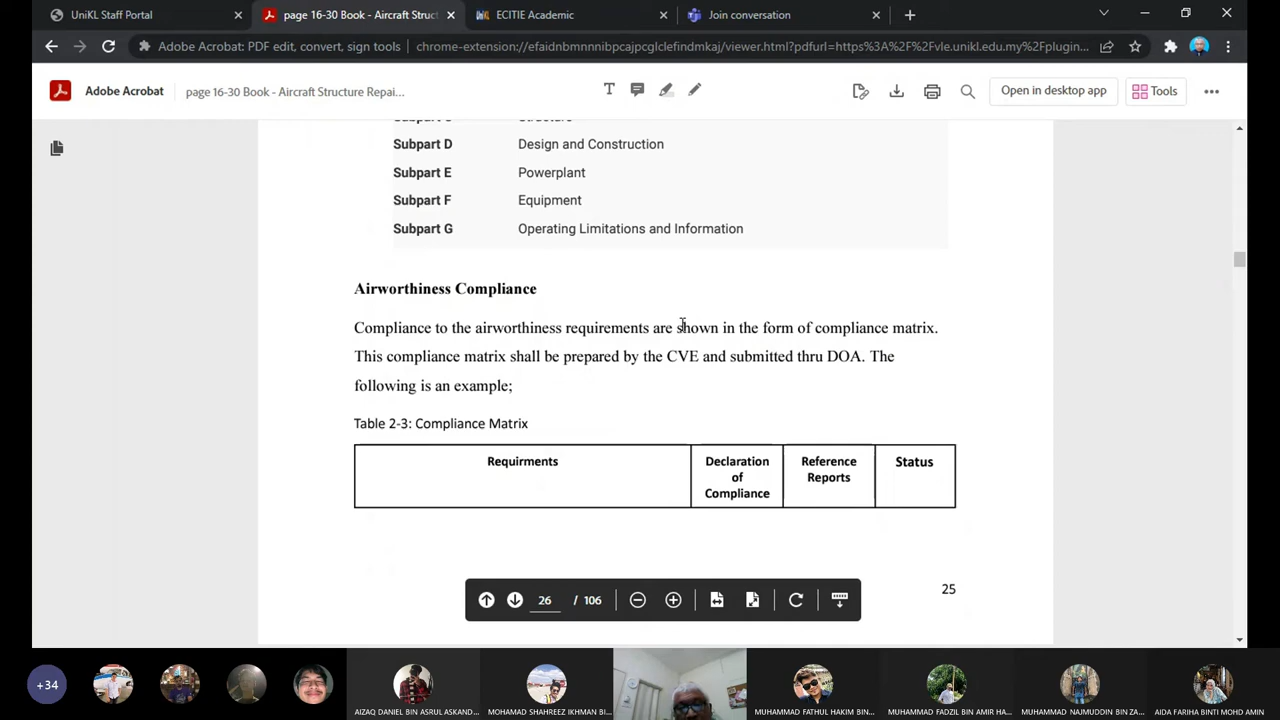 UniKL Staff Portal
page 16-30 Book - Aircraft Struct
ECITIE Academic
Join conversation
Adobe Acrobat: PDF edit, convert, sign tools
chrome-extension://efaidnbmnnnibpcajpcglclefindmkaj/viewer.html?pdfurl=https%3A%2F%2Fvle.unikl.edu.my%2Fplugin...
Adobe Acrobat
page 16-30 Book - Aircraft Structure Repai...
Open in desktop app
Tools
Subpart D Design and Construction
Subpart E Powerplant
Subpart F Equipment
Subpart G Operating Limitations and Information
Airworthiness Compliance
Compliance to the airworthiness requirements are shown in the form of compliance matrix.
This compliance matrix shall be prepared by the CVE and submitted thru DOA. The
following is an example;
Table 2-3: Compliance Matrix
Requirments
Declaration
of
Compliance
Reference
Reports
Status
25
26 / 106
+34
AIZAQ DANIEL BIN ASRUL ASKAND...
MOHAMAD SHAHREEZ IKHMAN BI...
MUHAMMAD FATHUL HAKIM BIN...
MUHAMMAD FADZIL BIN AMIR HA...
MUHAMMAD NAJMUDDIN BIN ZA...
AIDA FARIHA BINTI MOHD AMIN